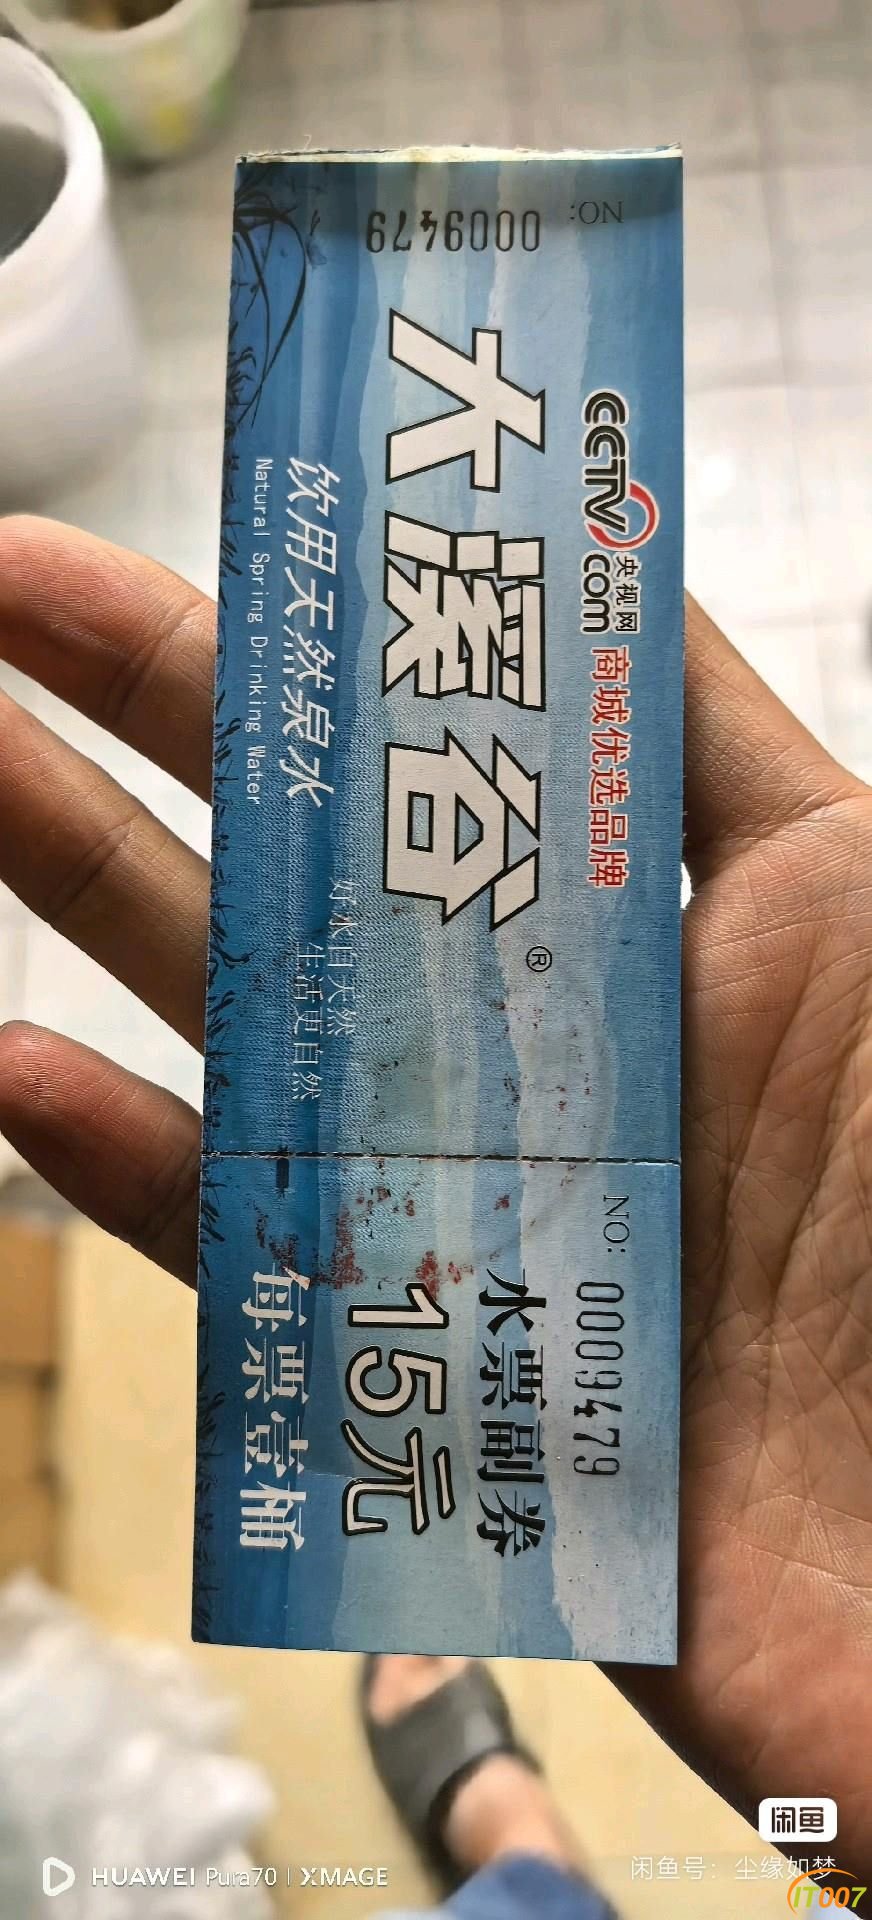 NO: 0009479
CCTV.com 央视网 商城优选品牌
大溪谷®
好水自天然
生活更自然
饮用天然泉水
Natural Spring Drinking Water
NO: 0009479
水票副券
15元
每票壹桶
闲鱼
闲鱼号：尘缘如梦
HUAWEI Pura70 | XMAGE
IT007